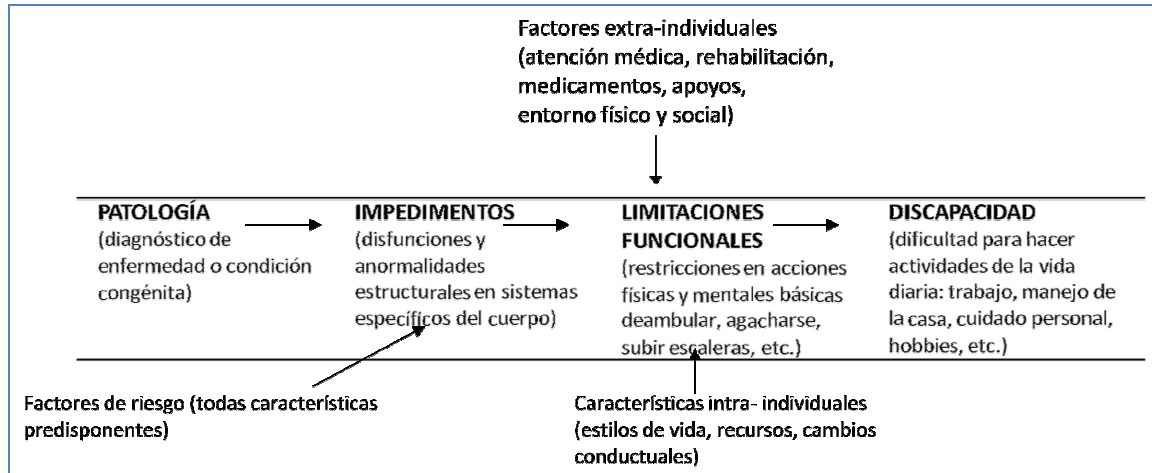 Factores extra-individuales
(atención médica, rehabilitación,
medicamentos, apoyos,
entorno físico y social)
PATOLOGÍA
(diagnóstico de
enfermedad o condición
congénita)
IMPEDIMENTOS
(disfunciones y
anormalidades
estructurales en sistemas
específicos del cuerpo)
LIMITACIONES
FUNCIONALES
(restricciones en acciones
físicas y mentales básicas
deambular, agacharse,
subir escaleras, etc.)
DISCAPACIDAD
(dificultad para hacer
actividades de la vida
diaria: trabajo, manejo de
la casa, cuidado personal,
hobbies, etc.)
Factores de riesgo (todas características
predisponentes)
Características intra- individuales
(estilos de vida, recursos, cambios
conductuales)